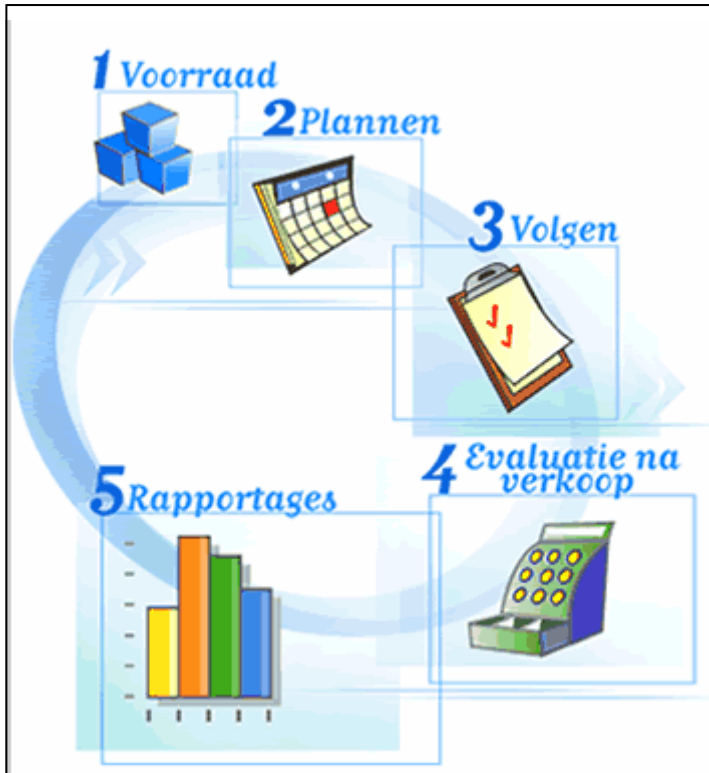 1 Voorraad
2 Plannen
3 Volgen
4 Evaluatie na
verkoop
5 Rapportages